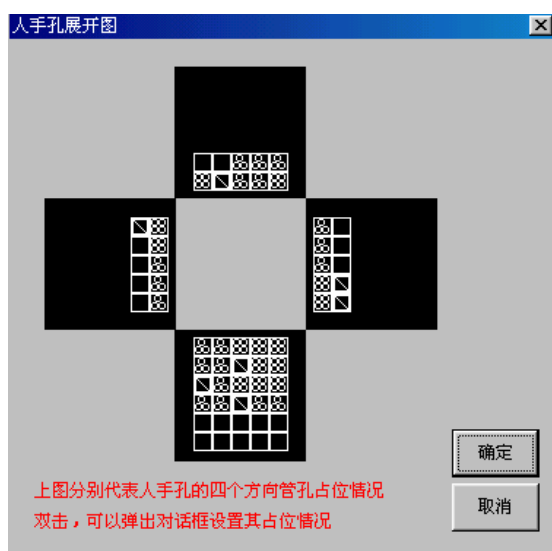 人手孔展开图
确定
上图分别代表人手孔的四个方向管孔占位情况
取消
双击，可以弹出对话框设置其占位情况